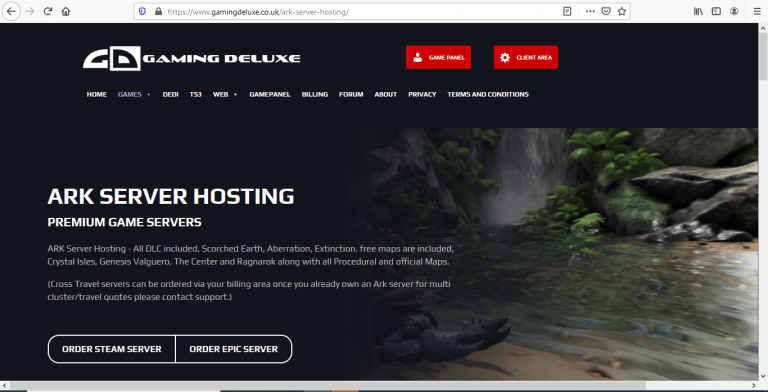 https://www.gamingdeluxe.co.uk/ark-server-hosting/
GD GAMING DELUXE
GAME PANEL
CLIENT AREA
HOME GAMES DEDI TS3 WEB GAMEPANEL BILLING FORUM ABOUT PRIVACY TERMS AND CONDITIONS
ARK SERVER HOSTING
PREMIUM GAME SERVERS
ARK Server Hosting - All DLC included, Scorched Earth, Aberration, Extinction. free maps are included,
Crystal Isles, Genesis Valguero, The Center and Ragnarok along with all Procedural and official Maps.
(Cross Travel servers can be ordered via your billing area once you already own an Ark server for multi
cluster/travel quotes please contact support.)
ORDER STEAM SERVER ORDER EPIC SERVER